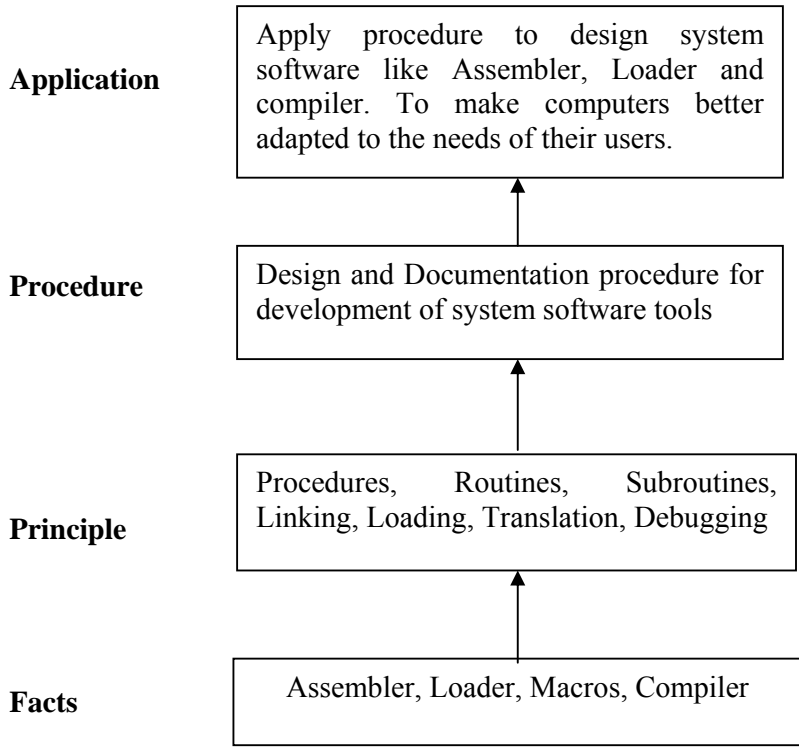 Apply procedure to design system
software like Assembler, Loader and
compiler. To make computers better
adapted to the needs of their users.
Application
Design and Documentation procedure for
development of system software tools
Procedure
Procedures, Routines, Subroutines,
Linking, Loading, Translation, Debugging
Principle
Assembler, Loader, Macros, Compiler
Facts